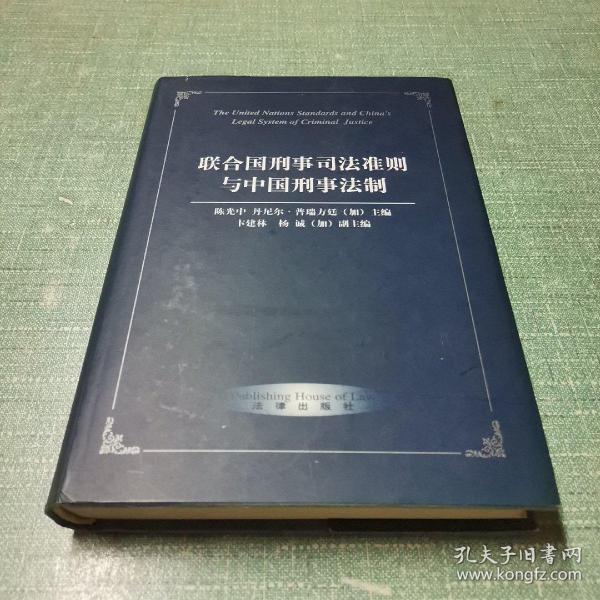 The United Nations Standards and China's
Legal System of Criminal Justice
联合国刑事司法准则
与中国刑事法制
陈光中 丹尼尔·普瑞方廷（加）主编
卞建林 杨 诚（加）副主编
Publishing House of Law
法律出版社
孔夫子旧书网
www.kongfz.com